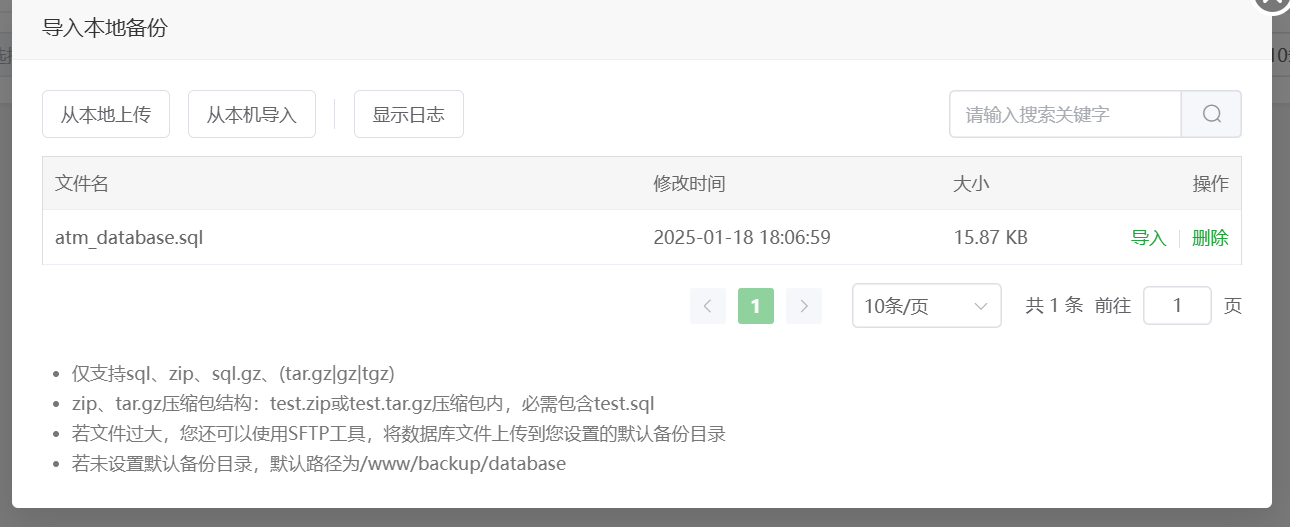 导入本地备份
从本地上传 从本机导入 显示日志 请输入搜索关键字
文件名 修改时间 大小 操作
atm_database.sql 2025-01-18 18:06:59 15.87 KB 导入 删除
1 10条/页 共 1 条 前往 1 页
仅支持sql、zip、sql.gz、(tar.gz|gz|tgz)
zip、tar.gz压缩包结构：test.zip或test.tar.gz压缩包内，必需包含test.sql
若文件过大，您还可以使用SFTP工具，将数据库文件上传到您设置的默认备份目录
若未设置默认备份目录，默认路径为/www/backup/database